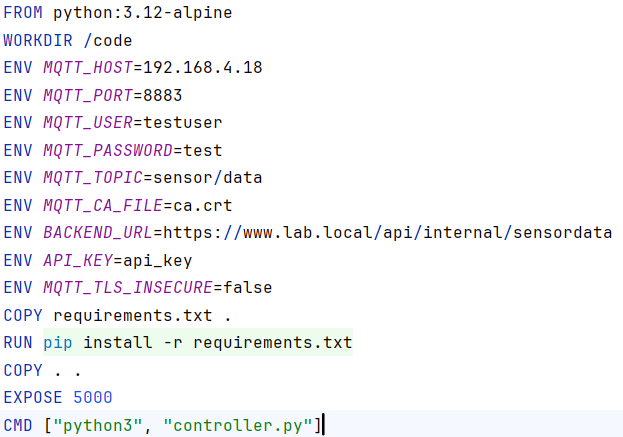 FROM python:3.12-alpine
WORKDIR /code
ENV MQTT_HOST=192.168.4.18
ENV MQTT_PORT=8883
ENV MQTT_USER=testuser
ENV MQTT_PASSWORD=test
ENV MQTT_TOPIC=sensor/data
ENV MQTT_CA_FILE=ca.crt
ENV BACKEND_URL=https://www.lab.local/api/internal/sensordata
ENV API_KEY=api_key
ENV MQTT_TLS_INSECURE=false
COPY requirements.txt .
RUN pip install -r requirements.txt
COPY . .
EXPOSE 5000
CMD ["python3", "controller.py"]